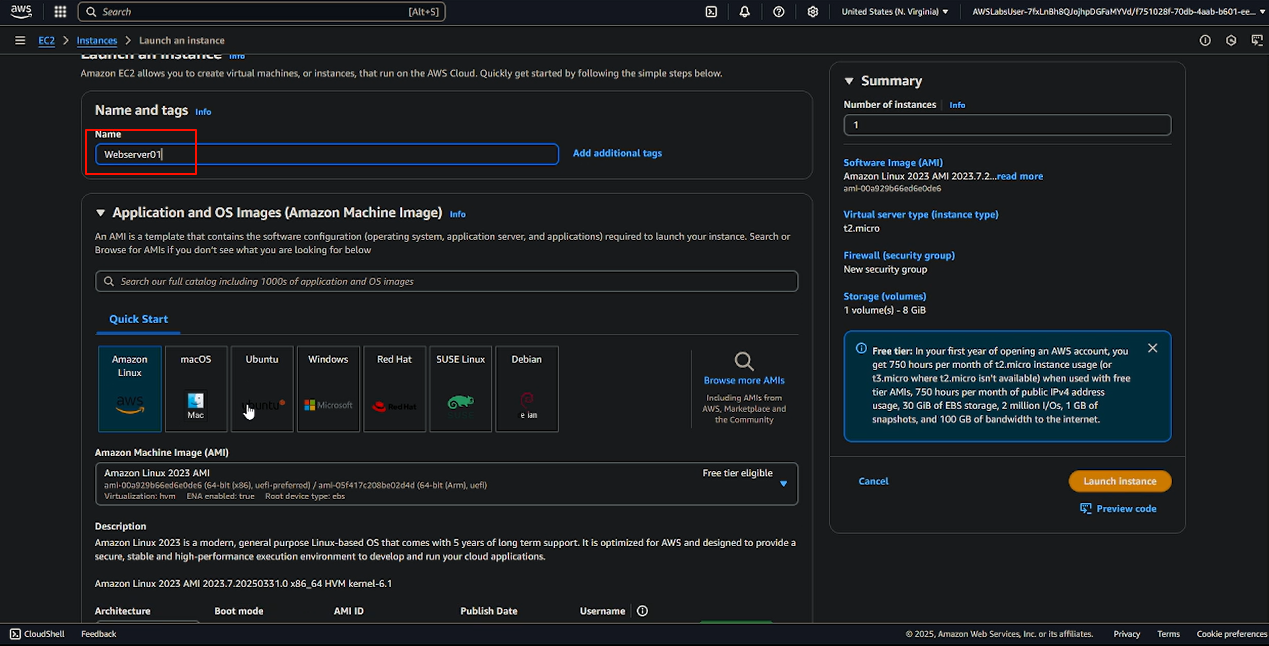 aws
Search
[Alt+S]
United States (N. Virginia)
AWSLabsUser-7fxLnBh8QJojhpDGFaMYVd/f751028f-70db-4aab-b601-ee...
EC2
Instances
Launch an instance
Launch an instance Info
Amazon EC2 allows you to create virtual machines, or instances, that run on the AWS Cloud. Quickly get started by following the simple steps below.
Name and tags Info
Name
Webserver01
Add additional tags
Application and OS Images (Amazon Machine Image) Info
An AMI is a template that contains the software configuration (operating system, application server, and applications) required to launch your instance. Search or
Browse for AMIs if you don't see what you are looking for below
Search our full catalog including 1000s of application and OS images
Quick Start
Amazon
Linux
aws
macOS
Mac
Ubuntu
ubuntu
Windows
Microsoft
Red Hat
Red Hat
SUSE Linux
Debian
Browse more AMIs
Including AMIs from
AWS, Marketplace and
the Community
Amazon Machine Image (AMI)
Amazon Linux 2023 AMI
Free tier eligible
ami-00a929b66ed6e0de6 (64-bit (x86), uefi-preferred) / ami-05f417c208be02d4d (64-bit (Arm), uefi)
Virtualization: hvm ENA enabled: true Root device type: ebs
Description
Amazon Linux 2023 is a modern, general purpose Linux-based OS that comes with 5 years of long term support. It is optimized for AWS and designed to provide a
secure, stable and high-performance execution environment to develop and run your cloud applications.
Amazon Linux 2023 AMI 2023.7.20250331.0 x86_64 HVM kernel-6.1
Architecture
Boot mode
AMI ID
Publish Date
Username
Summary
Number of instances Info
1
Software Image (AMI)
Amazon Linux 2023 AMI 2023.7.2...read more
ami-00a929b66ed6e0de6
Virtual server type (instance type)
t2.micro
Firewall (security group)
New security group
Storage (volumes)
1 volume(s) - 8 GiB
Free tier: In your first year of opening an AWS account, you
get 750 hours per month of t2.micro instance usage (or
t3.micro where t2.micro isn't available) when used with free
tier AMIs, 750 hours per month of public IPv4 address
usage, 30 GiB of EBS storage, 2 million I/Os, 1 GB of
snapshots, and 100 GB of bandwidth to the internet.
Cancel
Launch instance
Preview code
CloudShell
Feedback
© 2025, Amazon Web Services, Inc. or its affiliates.
Privacy
Terms
Cookie preferences